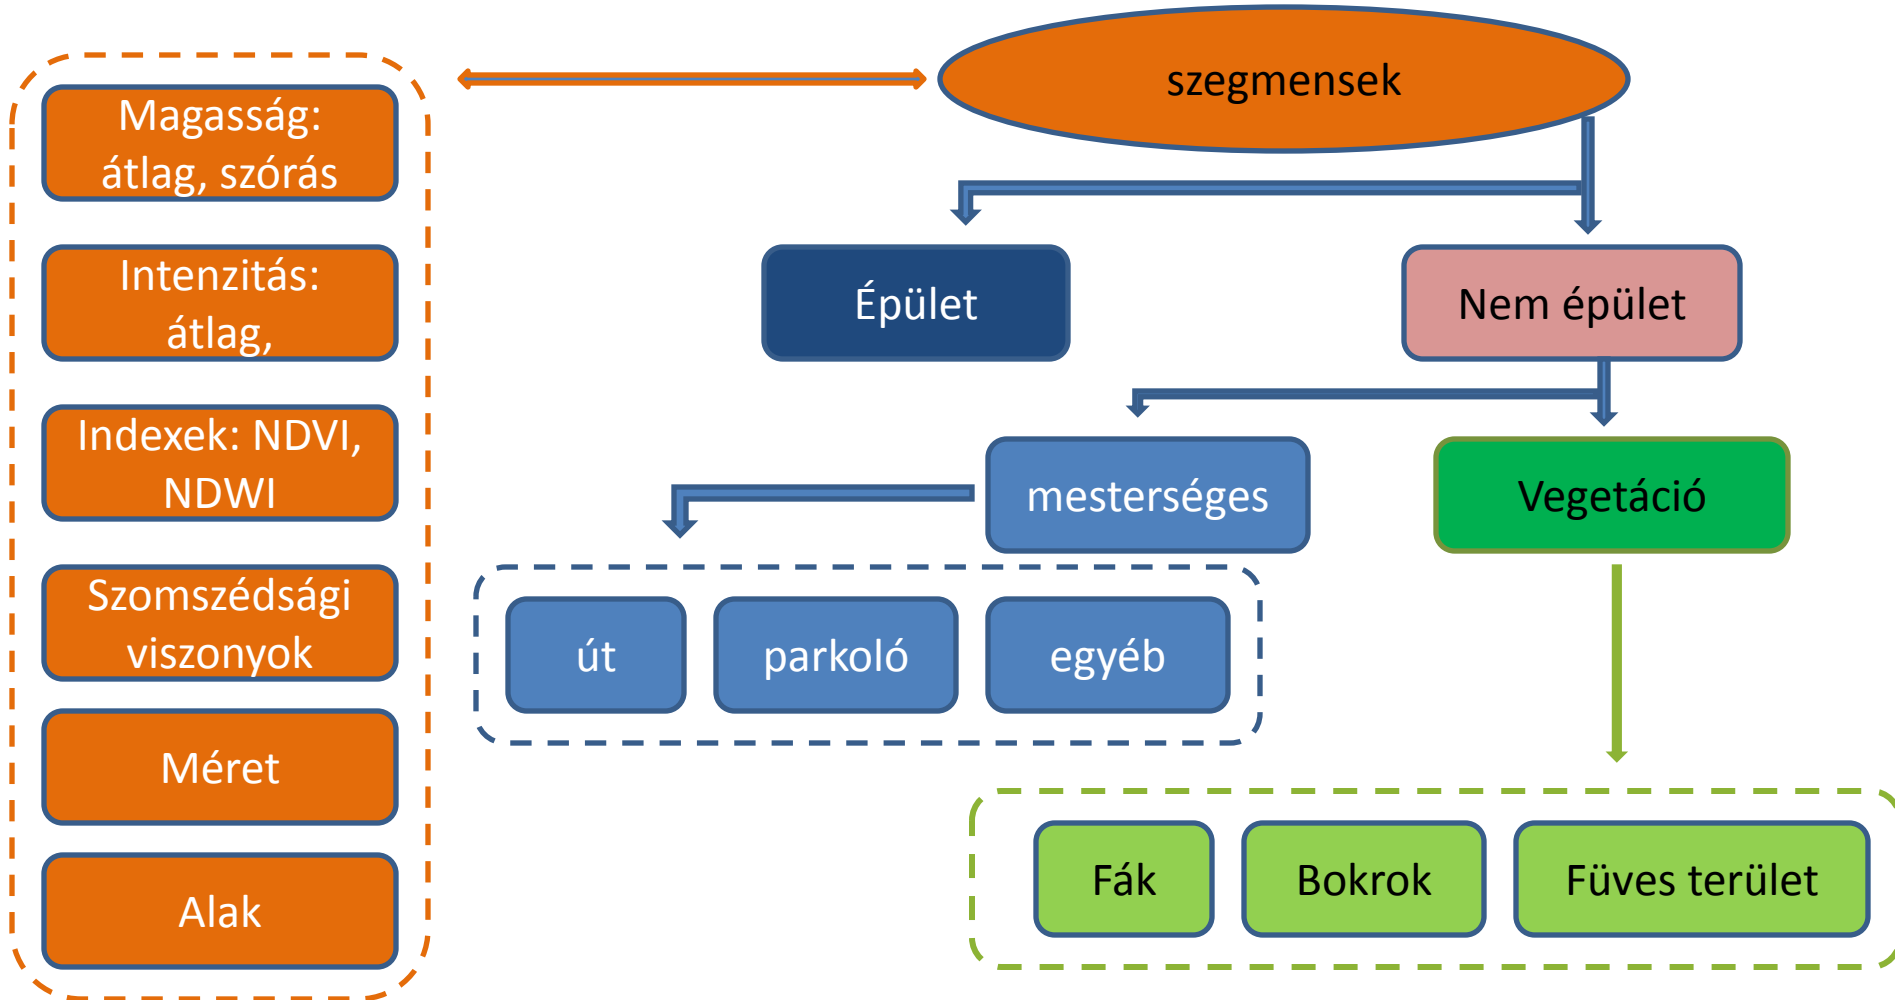 szegmensek
Magasság:
átlag, szórás
Intenzitás:
átlag,
Indexek: NDVI,
NDWI
Szomszédsági
viszonyok
Méret
Alak
Épület
Nem épület
mesterséges
Vegetáció
út
parkoló
egyéb
Fák
Bokrok
Füves terület